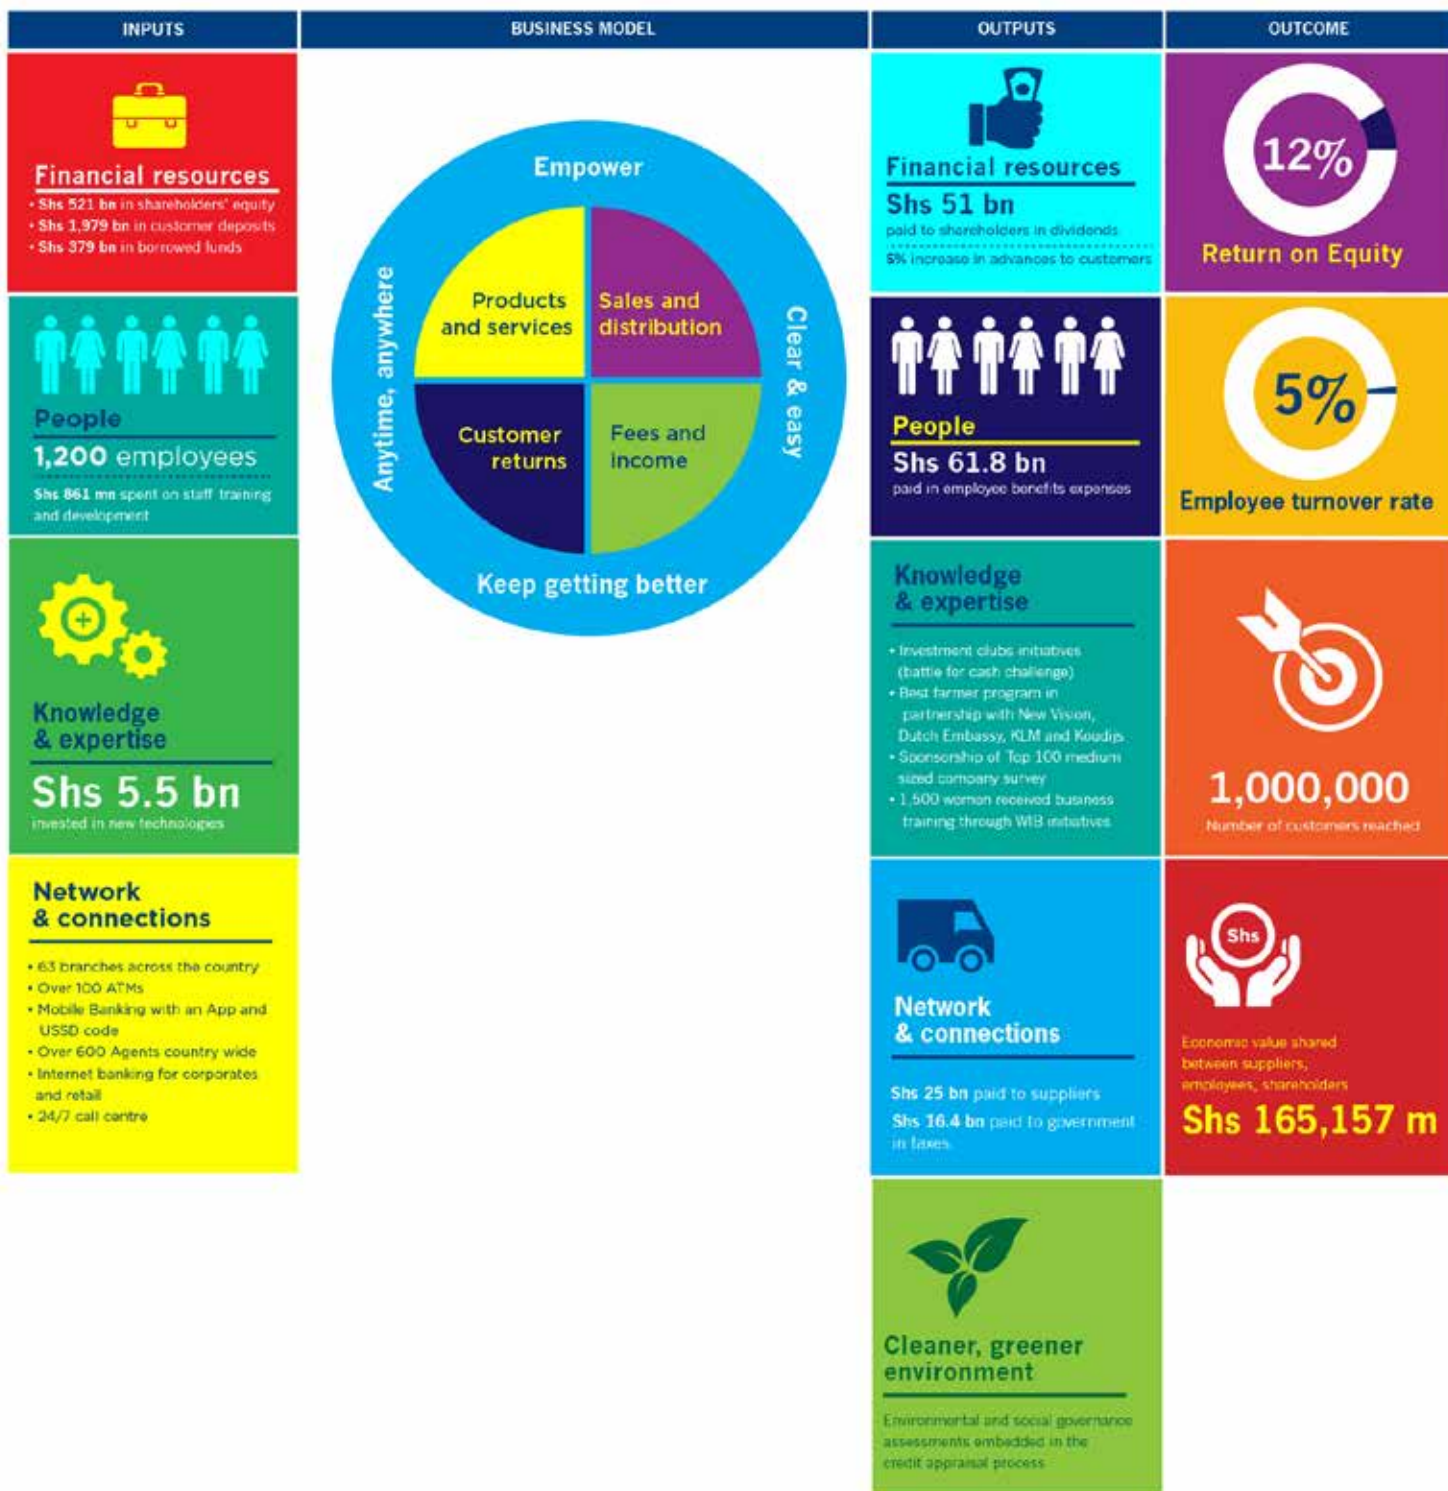 INPUTS
BUSINESS MODEL
OUTPUTS
OUTCOME
Financial resources
• Shs 521 bn in shareholders' equity
• Shs 1,979 bn in customer deposits
• Shs 379 bn in borrowed funds
People
1,200 employees
Shs 861 mn spent on staff training
and development
Knowledge
& expertise
Shs 5.5 bn
invested in new technologies
Network
& connections
• 63 branches across the country
• Over 100 ATMs
• Mobile Banking with an App and
USSD code
• Over 600 Agents country wide
• Internet banking for corporates
and retail
• 24/7 call centre
Empower
Anytime, anywhere
Clear & easy
Keep getting better
Products
and services
Sales and
distribution
Customer
returns
Fees and
income
Financial resources
Shs 51 bn
paid to shareholders in dividends
5% increase in advances to customers
People
Shs 61.8 bn
paid in employee benefits expenses
Knowledge
& expertise
• Investment clubs initiatives
(battle for cash challenge)
• Best farmer program in
partnership with New Vision,
Dutch Embassy, KLM and Koudijs
• Sponsorship of Top 100 medium
sized company survey
• 1,500 women received business
training through WIB initiatives
Network
& connections
Shs 25 bn paid to suppliers
Shs 16.4 bn paid to government
in taxes.
Cleaner, greener
environment
Environmental and social governance
assessments embedded in the
credit appraisal process
12%
Return on Equity
5%
Employee turnover rate
1,000,000
Number of customers reached
Shs
Economic value shared
between suppliers,
employees, shareholders
Shs 165,157 m